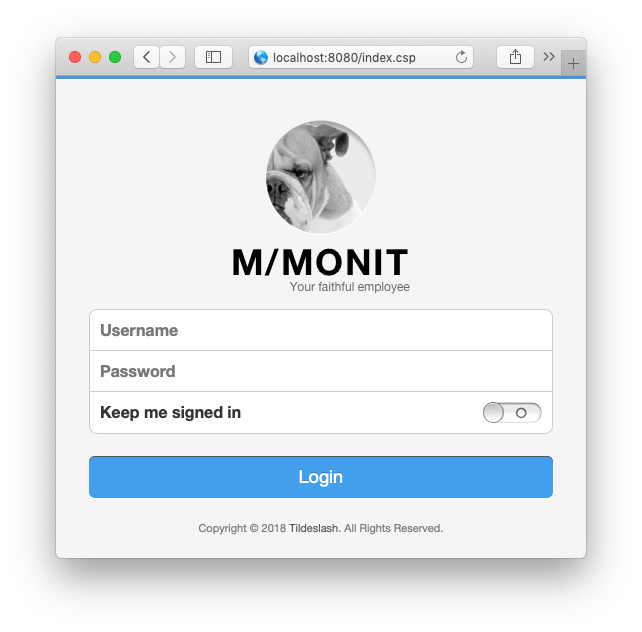 localhost:8080/index.csp
M/MONIT
Your faithful employee
Username
Password
Keep me signed in
Login
Copyright © 2018 Tildeslash. All Rights Reserved.